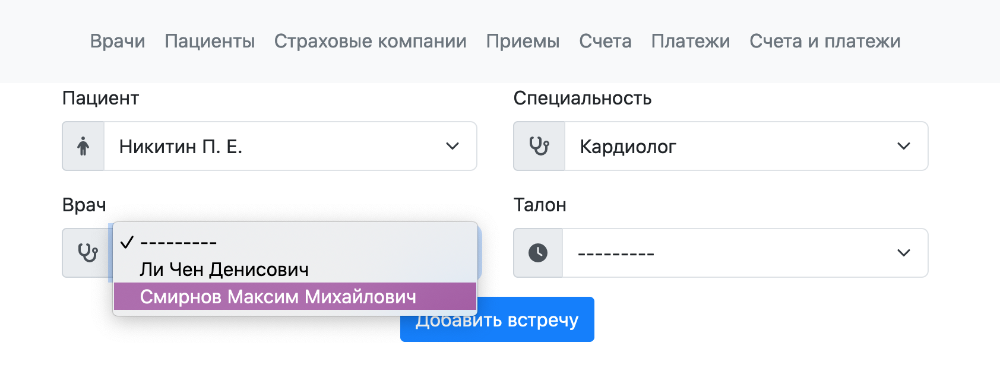 Врачи Пациенты Страховые компании Приемы Счета Платежи Счета и платежи
Пациент
Специальность
Никитин П. Е.
Кардиолог
Врач
Талон
---------
Ли Чен Денисович
Смирнов Максим Михайлович
---------
Добавить встречу